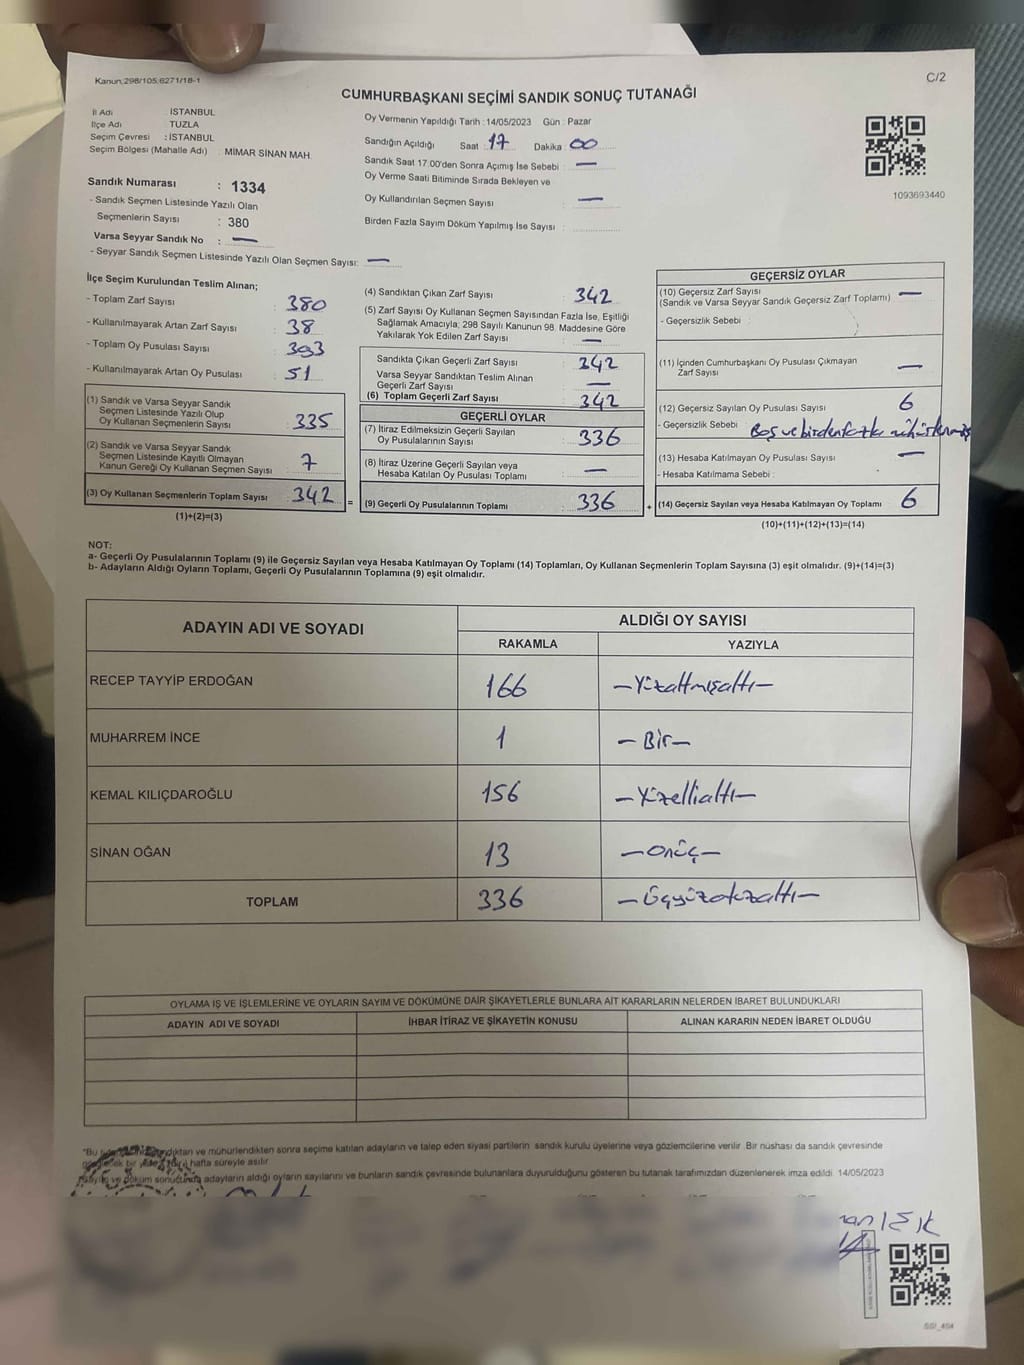 Kanun;298/105;6271/18-1
C/2
CUMHURBAŞKANI SEÇİMİ SANDIK SONUÇ TUTANAĞI
İl Adı : İSTANBUL
İlçe Adı : TUZLA
Seçim Çevresi : İSTANBUL
Seçim Bölgesi (Mahalle Adı) : MİMAR SİNAN MAH.
Oy Vermenin Yapıldığı Tarih : 14/05/2023 Gün : Pazar
Sandığın Açıldığı Saat : 17 Dakika : 00
Sandık Saat 17.00'den Sonra Açımış İse Sebebi : —
Oy Verme Saati Bitiminde Sırada Bekleyen ve
Oy Kullandırılan Seçmen Sayısı : —
Birden Fazla Sayım Döküm Yapılmış İse Sayısı :
1093693440
Sandık Numarası : 1334
- Sandık Seçmen Listesinde Yazılı Olan
Seçmenlerin Sayısı : 380
Varsa Seyyar Sandık No : —
- Seyyar Sandık Seçmen Listesinde Yazılı Olan Seçmen Sayısı: —
İlçe Seçim Kurulundan Teslim Alınan;
- Toplam Zarf Sayısı : 380
- Kullanılmayarak Artan Zarf Sayısı : 38
- Toplam Oy Pusulası Sayısı : 393
- Kullanılmayarak Artan Oy Pusulası : 51
(1) Sandık ve Varsa Seyyar Sandık
Seçmen Listesinde Yazılı Olup
Oy Kullanan Seçmenlerin Sayısı : 335
(2) Sandık ve Varsa Seyyar Sandık
Seçmen Listesinde Kayıtlı Olmayan
Kanun Gereği Oy Kullanan Seçmen Sayısı : 7
(3) Oy Kullanan Seçmenlerin Toplam Sayısı : 342 =
(1)+(2)=(3)
(4) Sandıktan Çıkan Zarf Sayısı : 342
(5) Zarf Sayısı Oy Kullanan Seçmen Sayısından Fazla İse, Eşitliği
Sağlamak Amacıyla; 298 Sayılı Kanunun 98. Maddesine Göre
Yakılarak Yok Edilen Zarf Sayısı : —
Sandıkta Çıkan Geçerli Zarf Sayısı : 342
Varsa Seyyar Sandıktan Teslim Alınan
Geçerli Zarf Sayısı : —
(6) Toplam Geçerli Zarf Sayısı : 342
GEÇERLİ OYLAR
(7) İtiraz Edilmeksizin Geçerli Sayılan
Oy Pusulalarının Sayısı : 336
(8) İtiraz Üzerine Geçerli Sayılan veya
Hesaba Katılan Oy Pusulası Toplamı : —
(9) Geçerli Oy Pusulalarının Toplamı : 336 +
GEÇERSİZ OYLAR
(10) Geçersiz Zarf Sayısı : —
(Sandık ve Varsa Seyyar Sandık Geçersiz Zarf Toplamı)
- Geçersizlik Sebebi :
(11) İçinden Cumhurbaşkanı Oy Pusulası Çıkmayan
Zarf Sayısı : —
(12) Geçersiz Sayılan Oy Pusulası Sayısı : 6
- Geçersizlik Sebebi : Boş ve birden fazla mühürlenmiş
(13) Hesaba Katılmayan Oy Pusulası Sayısı : —
- Hesaba Katılmama Sebebi :
(14) Geçersiz Sayılan veya Hesaba Katılmayan Oy Toplamı : 6
(10)+(11)+(12)+(13)=(14)
NOT:
a- Geçerli Oy Pusulalarının Toplamı (9) ile Geçersiz Sayılan veya Hesaba Katılmayan Oy Toplamı (14) Toplamları, Oy Kullanan Seçmenlerin Toplam Sayısına (3) eşit olmalıdır. (9)+(14)=(3)
b- Adayların Aldığı Oyların Toplamı, Geçerli Oy Pusulalarının Toplamına (9) eşit olmalıdır.
ADAYIN ADI VE SOYADI
ALDIĞI OY SAYISI
RAKAMLA YAZIYLA
RECEP TAYYİP ERDOĞAN 166 —Yüzaltmışaltı—
MUHARREM İNCE 1 —Bir—
KEMAL KILIÇDAROĞLU 156 —Yüzellialtı—
SİNAN OĞAN 13 —Onüç—
TOPLAM 336 —Üçyüzotuzaltı—
OYLAMA İŞ VE İŞLEMLERİNE VE OYLARIN SAYIM VE DÖKÜMÜNE DAİR ŞİKAYETLERLE BUNLARA AİT KARARLARIN NELERDEN İBARET BULUNDUKLARI
ADAYIN ADI VE SOYADI İHBAR İTİRAZ VE ŞİKAYETİN KONUSU ALINAN KARARIN NEDEN İBARET OLDUĞU
"Bu ve mühürlendikten sonra seçime katılan adayların ve talep eden siyasi partilerin sandık kurulu üyelerine veya gözlemcilerine verilir. Bir nüshası da sandık çevresinde
bir hafta süreyle asılır.
ve döküm sonucunda adayların aldığı oyların sayılarını ve bunların sandık çevresinde bulunanlara duyurulduğunu gösteren bu tutanak tarafımızdan düzenlenerek imza edildi. 14/05/2023
IŞIK